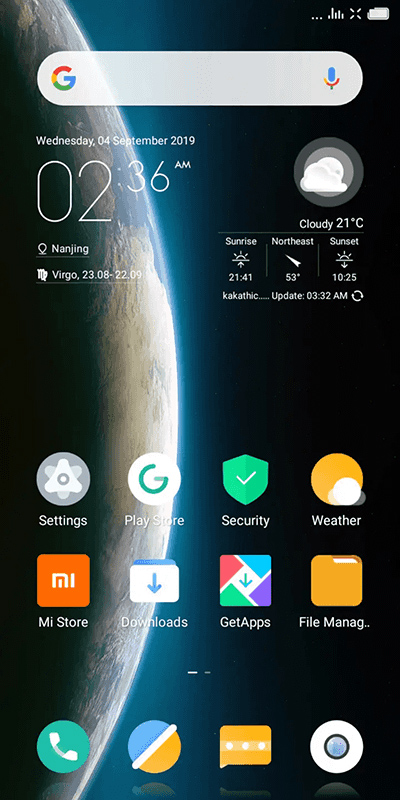 Wednesday, 04 September 2019
02:36 AM
Nanjing
Virgo, 23.08- 22.09
Cloudy 21°C
Sunrise Northeast Sunset
21:41 53° 10:25
kakathic..... Update: 03:32 AM
Settings Play Store Security Weather
mi
Mi Store Downloads GetApps File Manag..